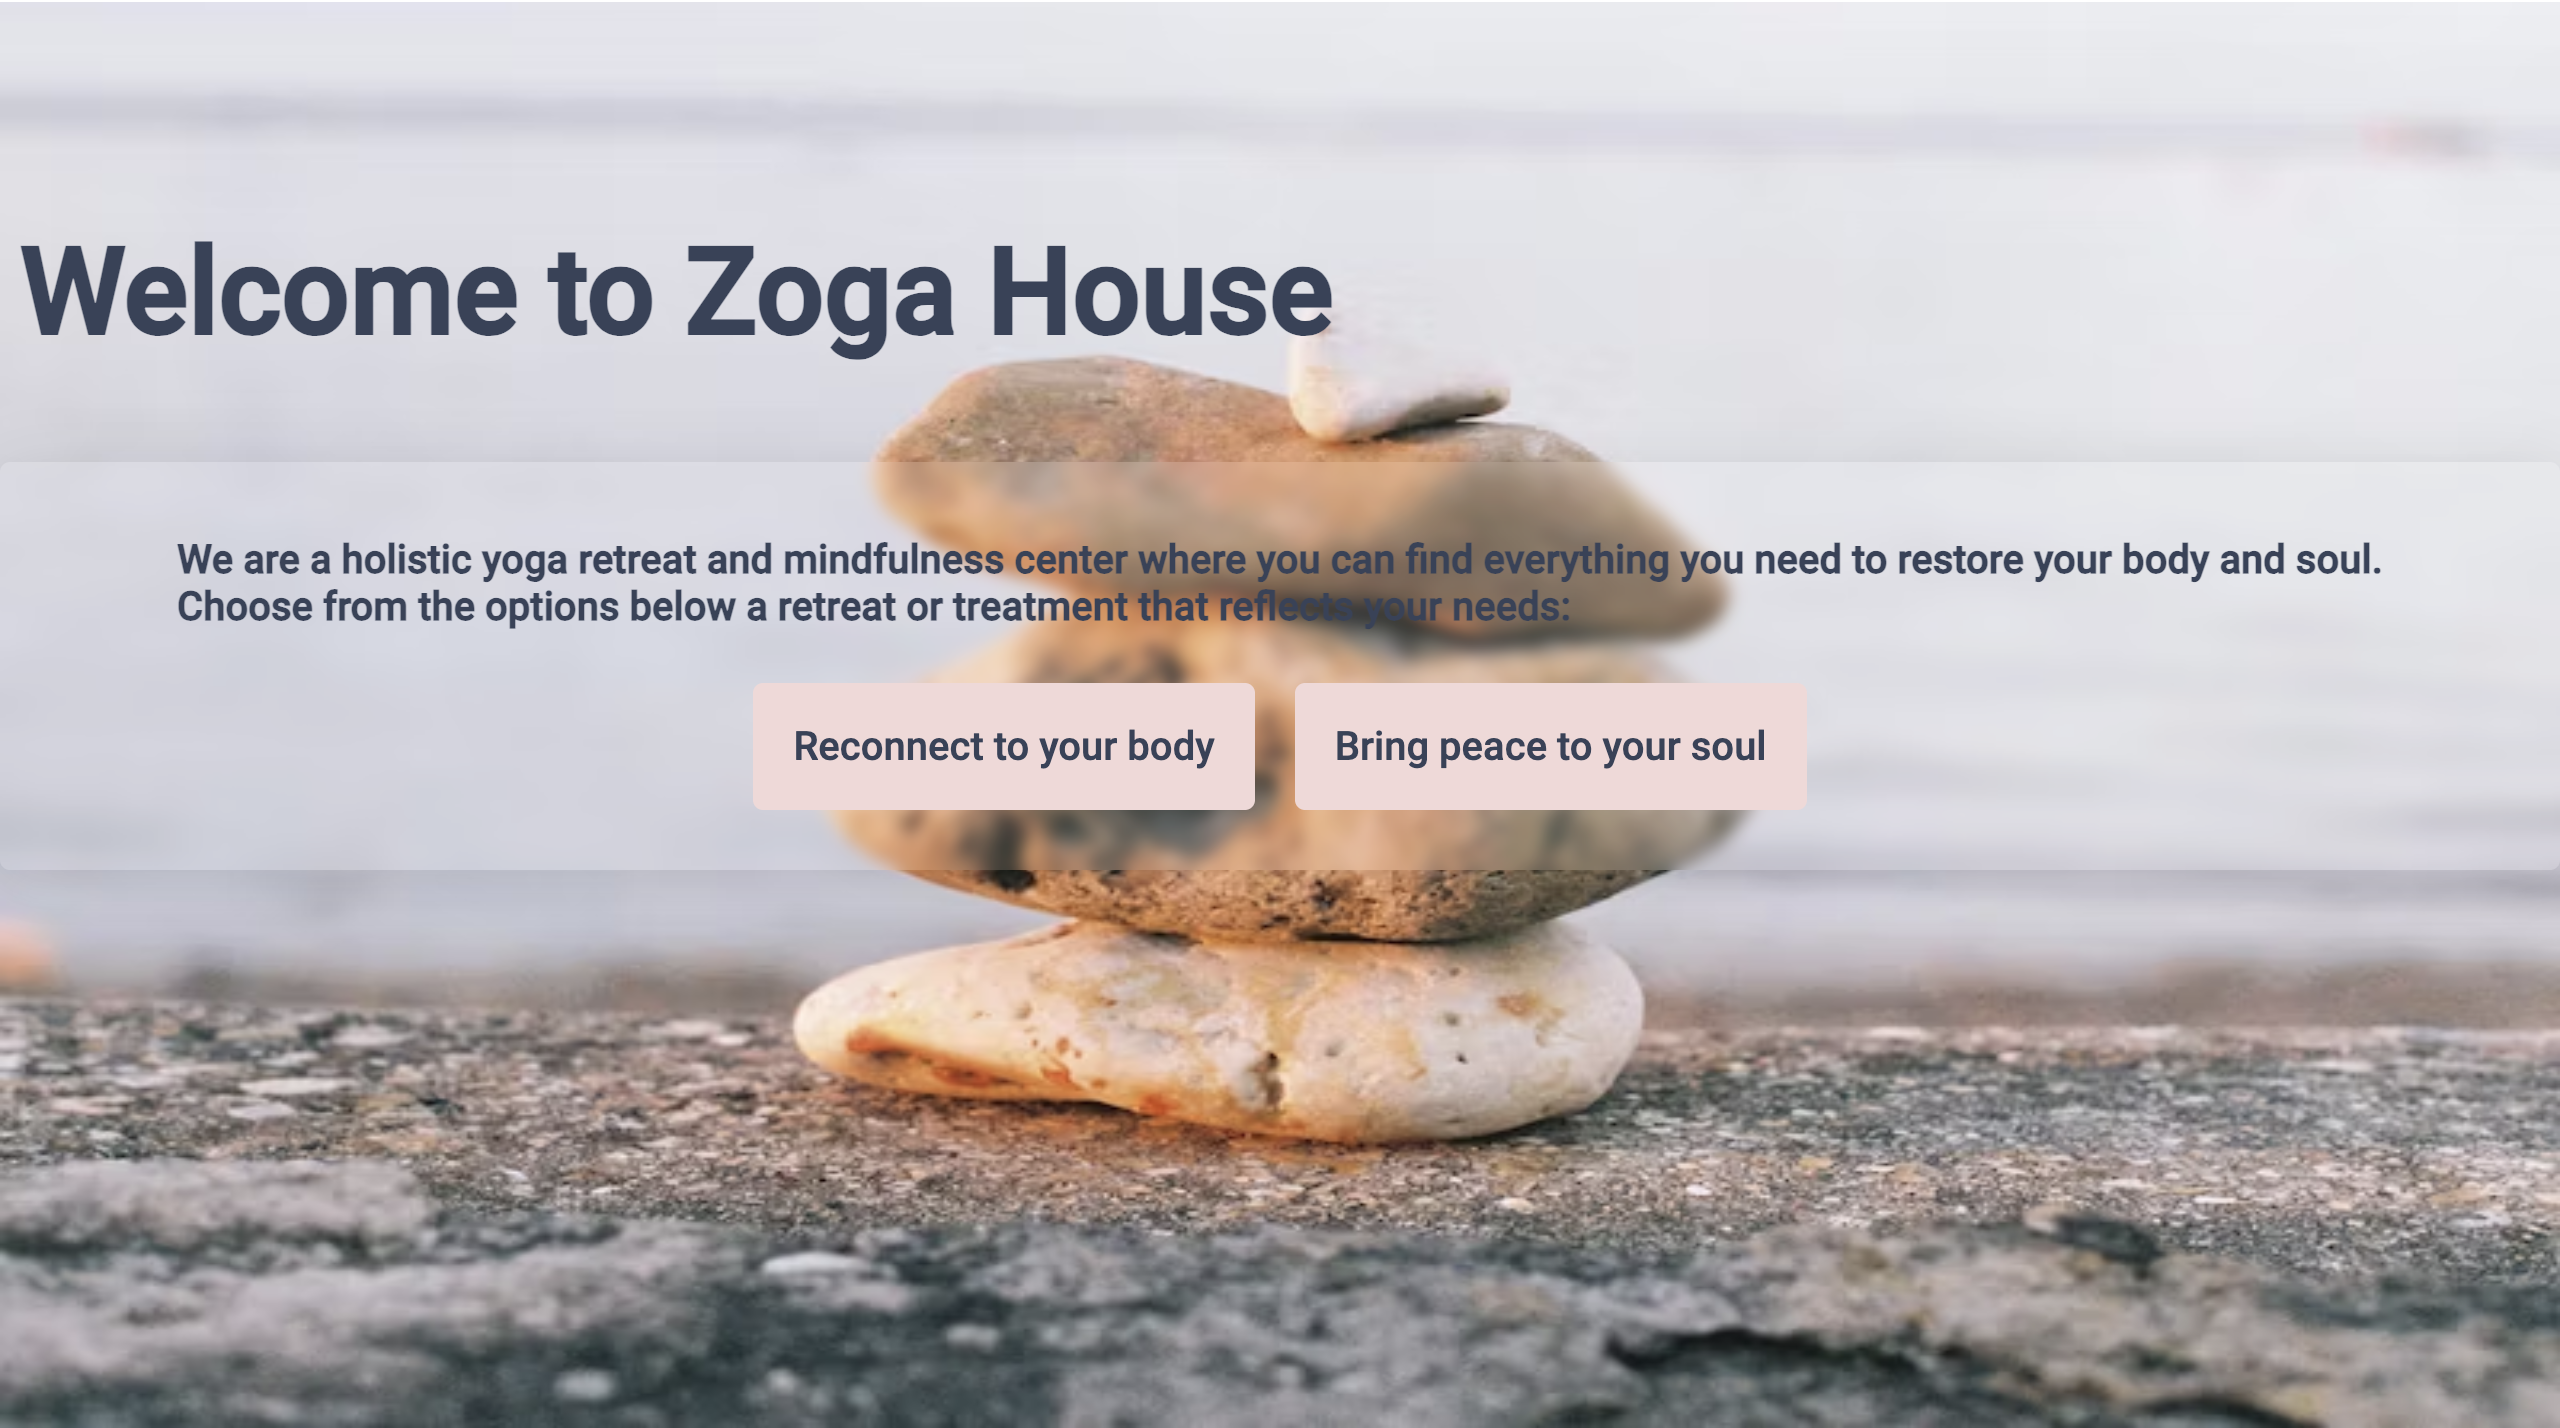 Welcome to Zoga House
We are a holistic yoga retreat and mindfulness center where you can find everything you need to restore your body and soul.
Choose from the options below a retreat or treatment that reflects your needs:
Reconnect to your body
Bring peace to your soul